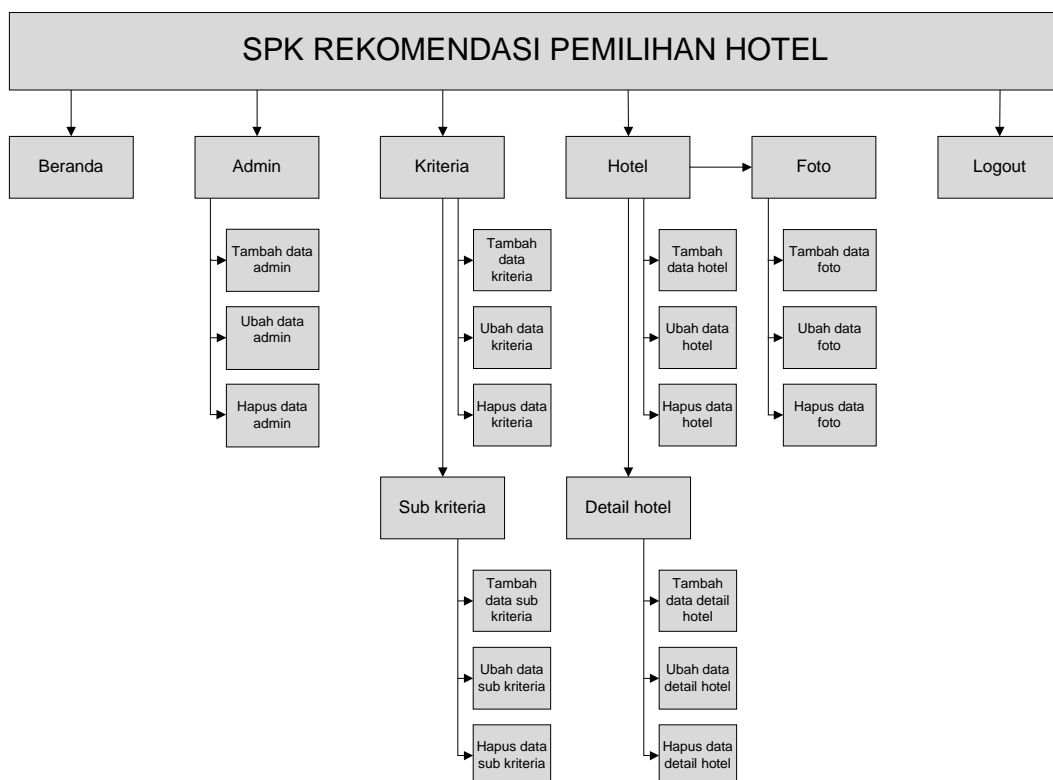 SPK REKOMENDASI PEMILIHAN HOTEL
Beranda
Admin
Kriteria
Hotel
Foto
Logout
Tambah data
admin
Ubah data
admin
Hapus data
admin
Tambah
data
kriteria
Ubah data
kriteria
Hapus data
kriteria
Tambah
data hotel
Ubah data
hotel
Hapus data
hotel
Tambah data
foto
Ubah data
foto
Hapus data
foto
Sub kriteria
Detail hotel
Tambah
data sub
kriteria
Ubah data
sub kriteria
Hapus data
sub kriteria
Tambah
data detail
hotel
Ubah data
detail hotel
Hapus data
detail hotel